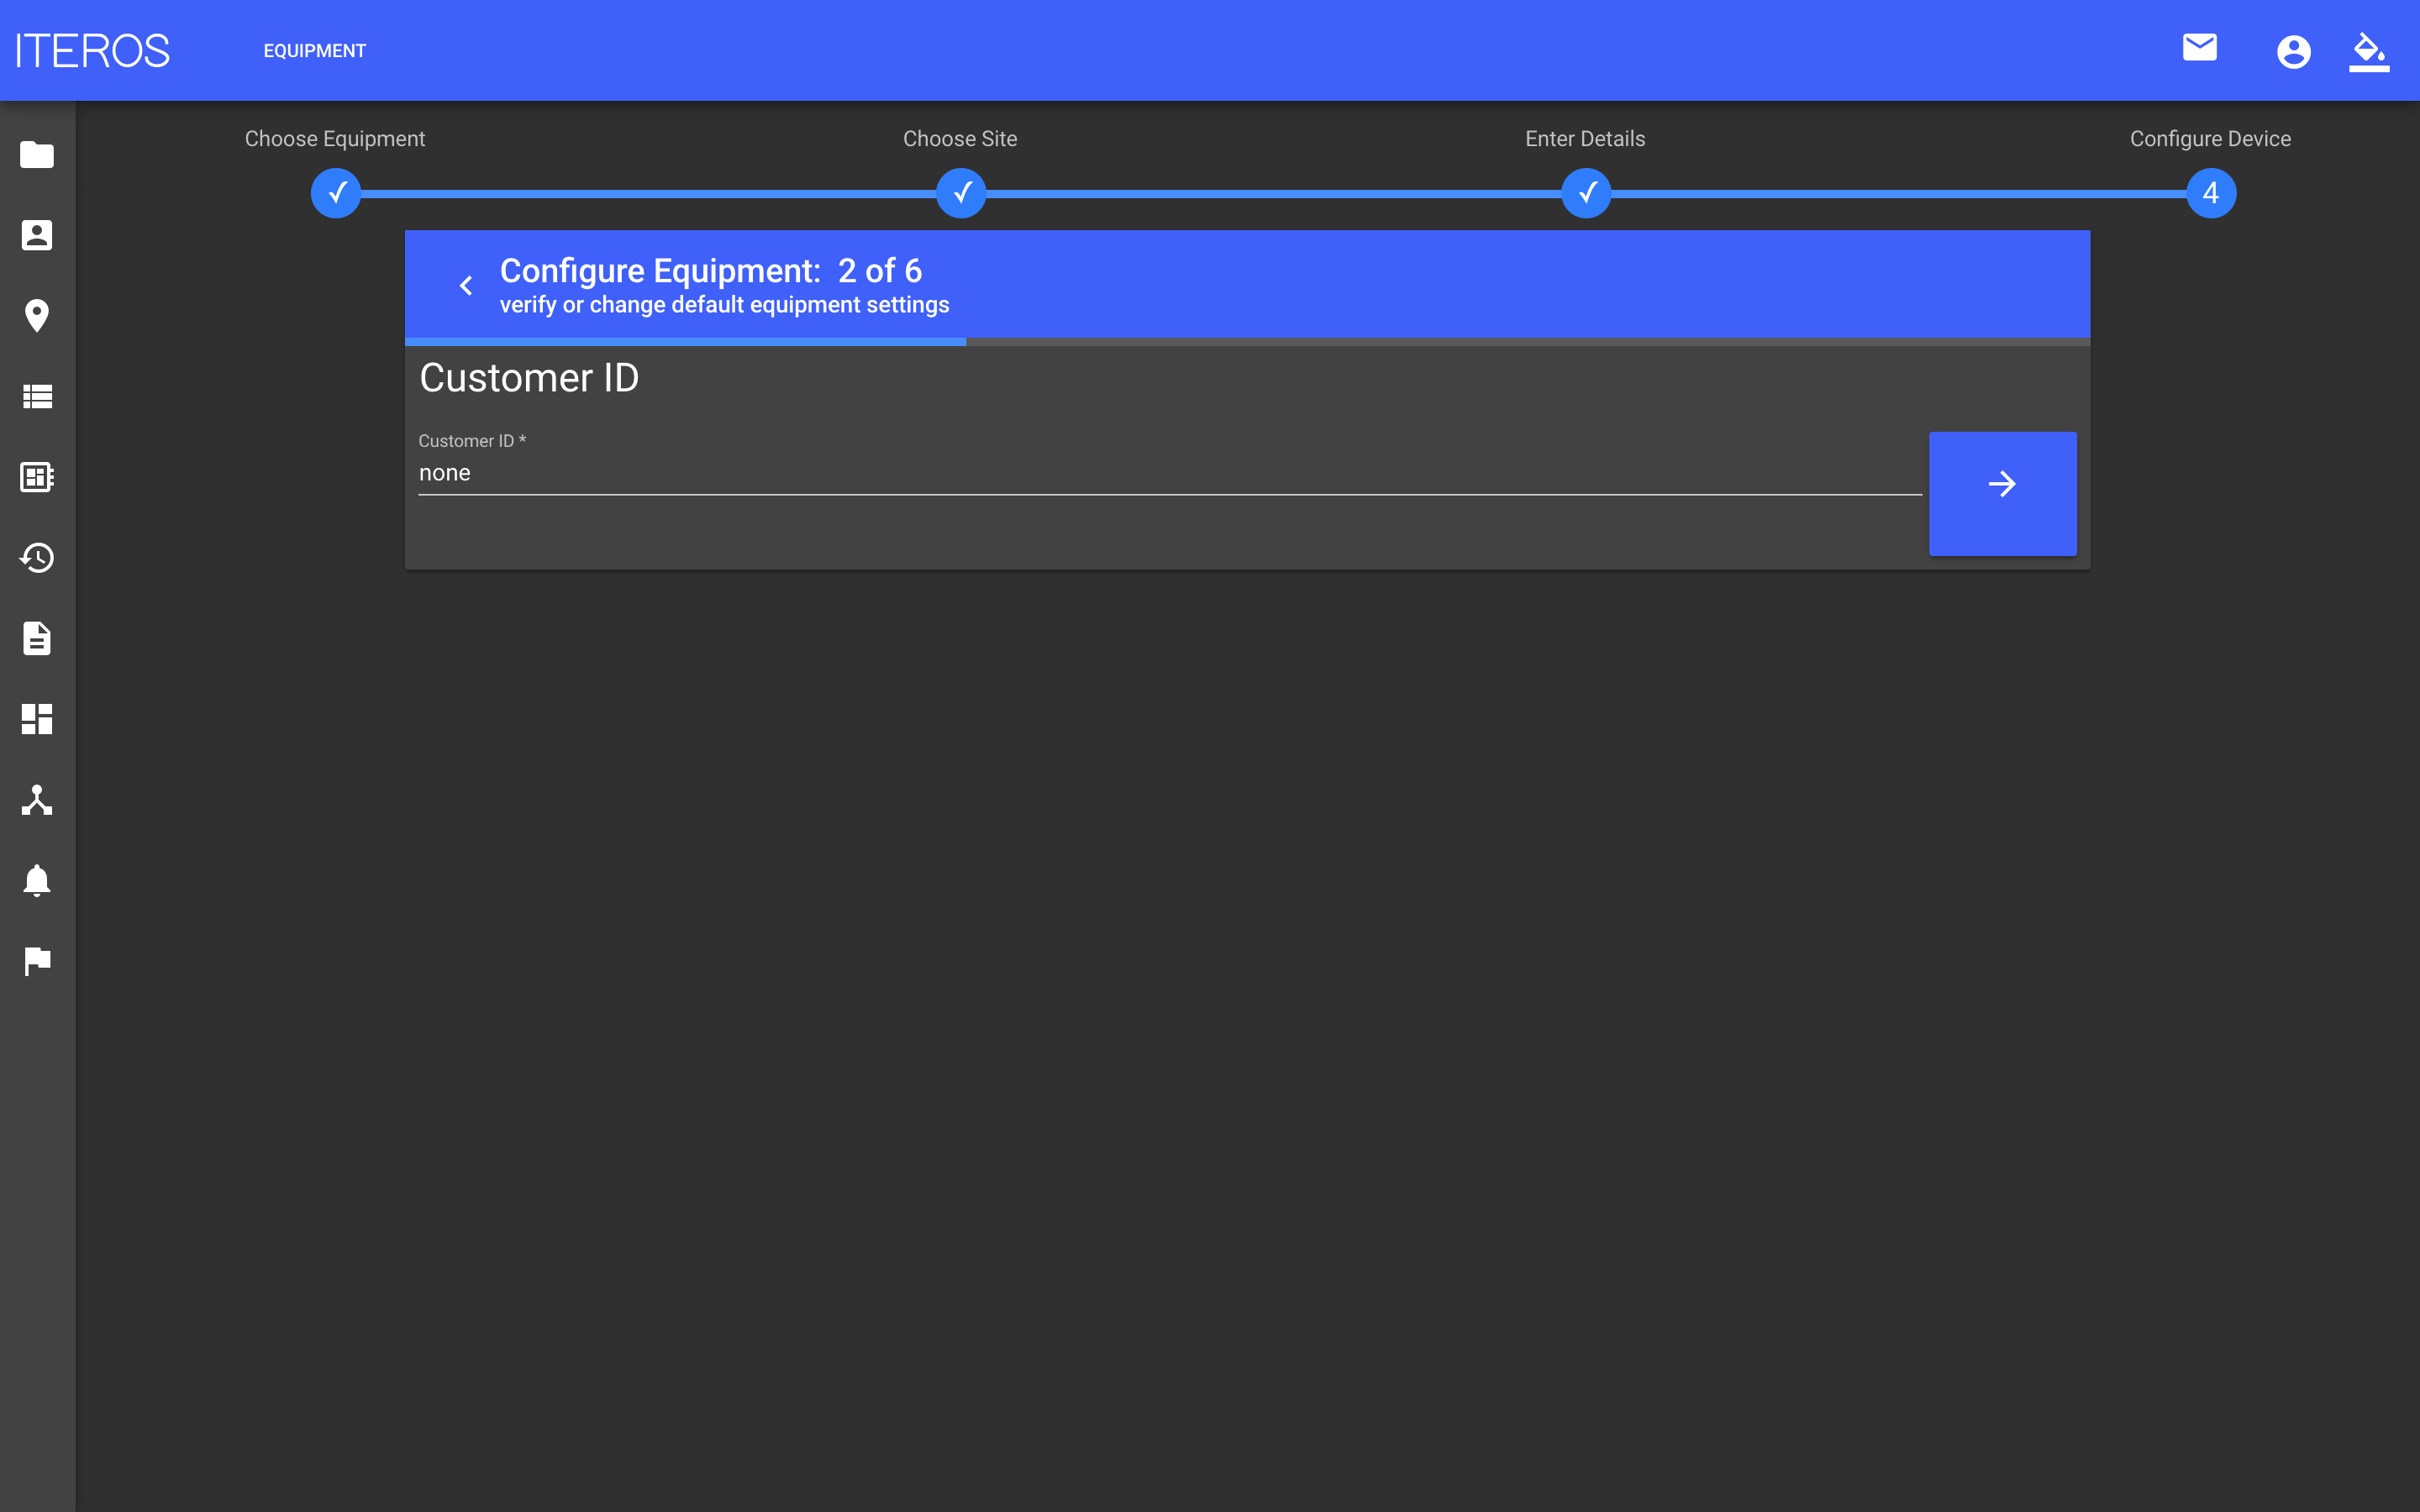 ITEROS
EQUIPMENT
Choose Equipment
Choose Site
Enter Details
Configure Device
4
Configure Equipment: 2 of 6
verify or change default equipment settings
Customer ID
Customer ID *
none